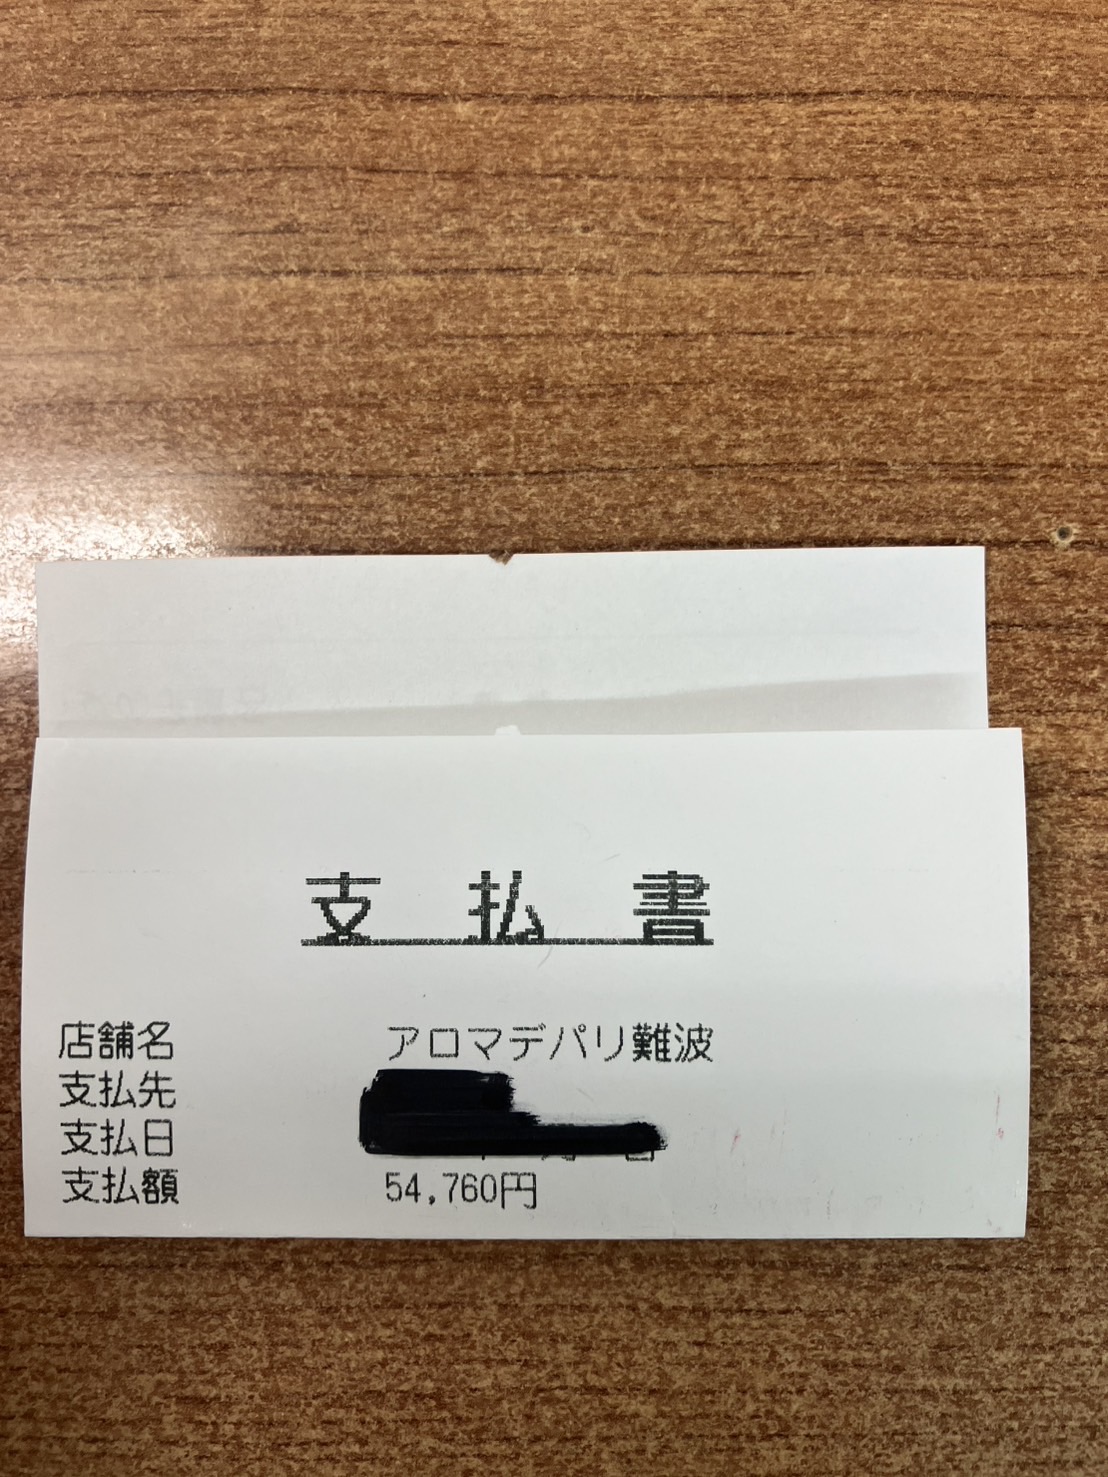 支払書
店舗名 アロマデパリ難波
支払先
支払日
支払額 54,760円